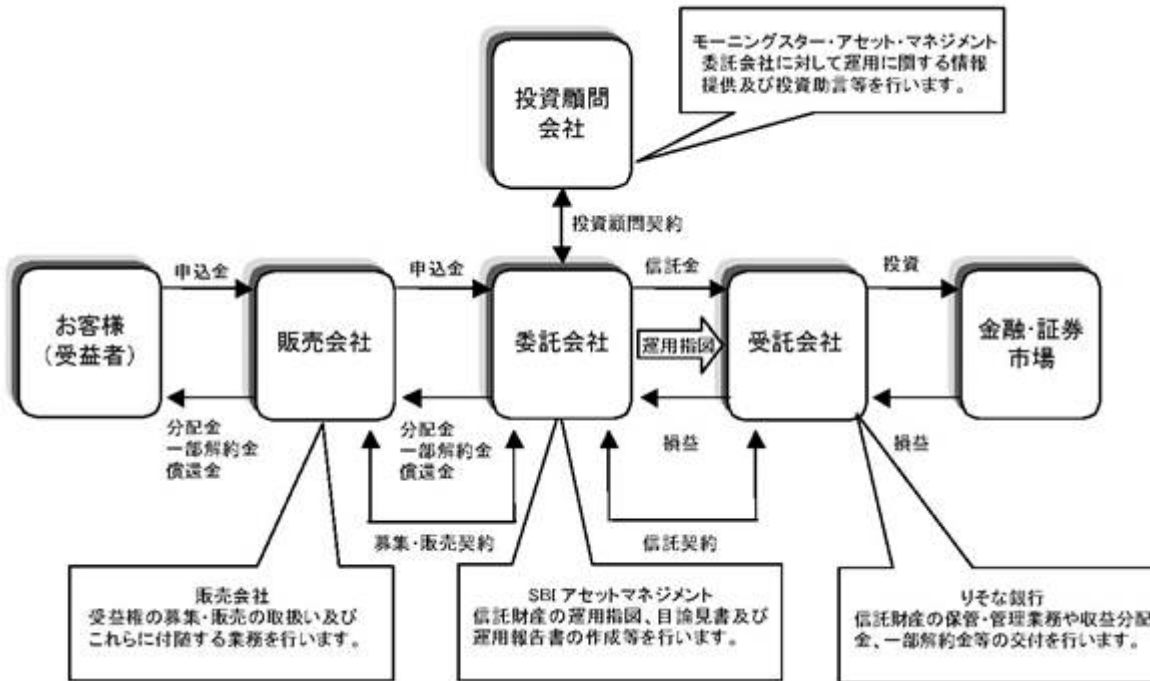 モーニングスター・アセット・マネジメント
委託会社に対して運用に関する情報
提供及び投資助言等を行います。
投資顧問
会社
投資顧問契約
申込金
申込金
信託金
投資
お客様
(受益者)
販売会社
委託会社
運用指図
受託会社
金融・証券
市場
分配金
一部解約金
償還金
分配金
一部解約金
償還金
損益
損益
募集・販売契約
信託契約
販売会社
受益権の募集・販売の取扱い及び
これらに付随する業務を行います。
SBIアセットマネジメント
信託財産の運用指図、目論見書及び
運用報告書の作成等を行います。
りそな銀行
信託財産の保管・管理業務や収益分配
金、一部解約金等の交付を行います。